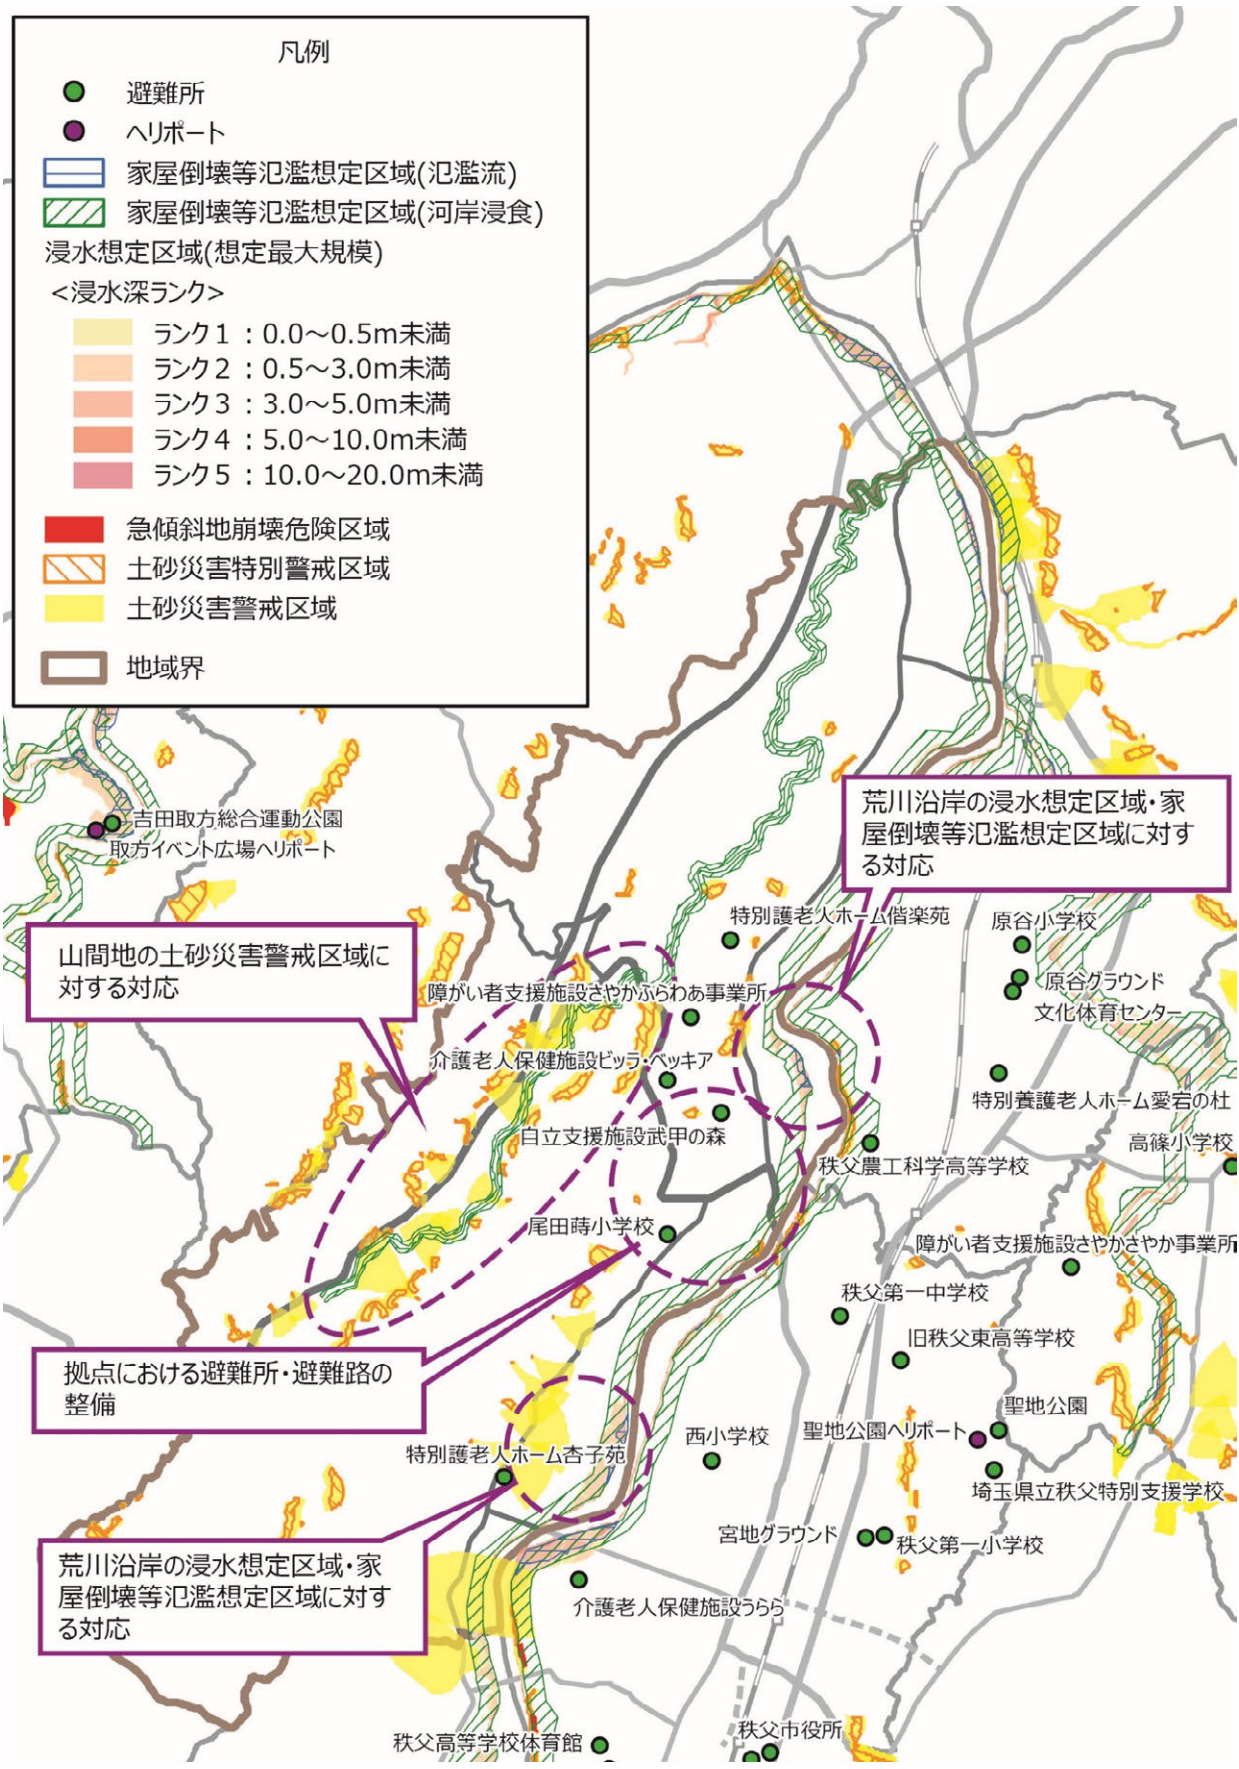 凡例
避難所
ヘリポート
家屋倒壊等氾濫想定区域(氾濫流)
家屋倒壊等氾濫想定区域(河岸浸食)
浸水想定区域(想定最大規模)
<浸水深ランク>
ランク1：0.0～0.5m未満
ランク2：0.5～3.0m未満
ランク3：3.0～5.0m未満
ランク4：5.0～10.0m未満
ランク5：10.0～20.0m未満
急傾斜地崩壊危険区域
土砂災害特別警戒区域
土砂災害警戒区域
地域界
吉田取方総合運動公園
取方イベント広場ヘリポート
荒川沿岸の浸水想定区域・家
屋倒壊等氾濫想定区域に対す
る対応
特別護老人ホーム偕楽苑
原谷小学校
山間地の土砂災害警戒区域に
対する対応
原谷グラウンド
文化体育センター
障がい者支援施設さやかふらわあ事業所
介護老人保健施設ビッラ・ベッキア
特別養護老人ホーム愛宕の杜
自立支援施設武甲の森
秩父農工科学高等学校
高篠小学校
尾田蒔小学校
障がい者支援施設さやかさやか事業所
秩父第一中学校
旧秩父東高等学校
拠点における避難所・避難路の
整備
聖地公園
聖地公園ヘリポート
西小学校
特別護老人ホーム杏子苑
埼玉県立秩父特別支援学校
宮地グラウンド
秩父第一小学校
荒川沿岸の浸水想定区域・家
屋倒壊等氾濫想定区域に対す
る対応
介護老人保健施設うらら
秩父高等学校体育館
秩父市役所